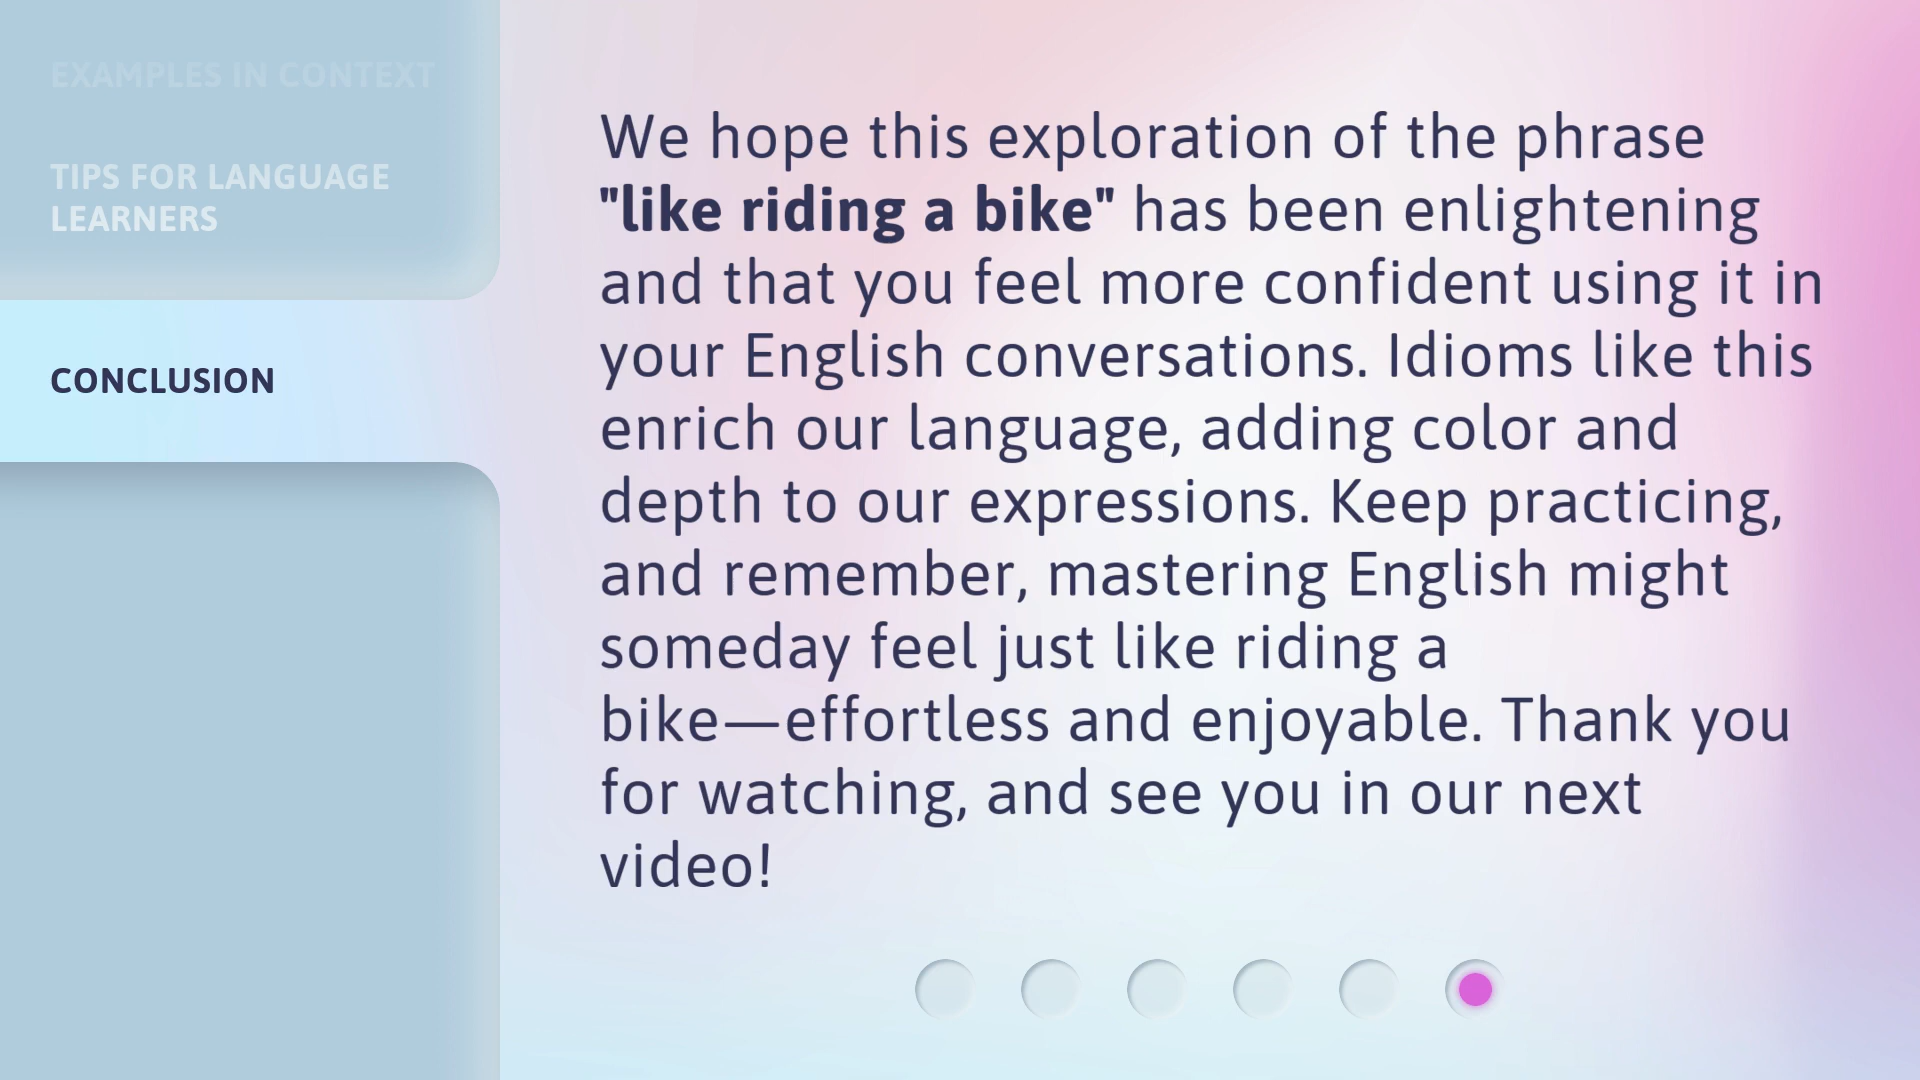 EXAMPLES IN CONTEXT
TIPS FOR LANGUAGE
LEARNERS
CONCLUSION
We hope this exploration of the phrase
"like riding a bike" has been enlightening
and that you feel more confident using it in
your English conversations. Idioms like this
enrich our language, adding color and
depth to our expressions. Keep practicing,
and remember, mastering English might
someday feel just like riding a
bike—effortless and enjoyable. Thank you
for watching, and see you in our next
video!